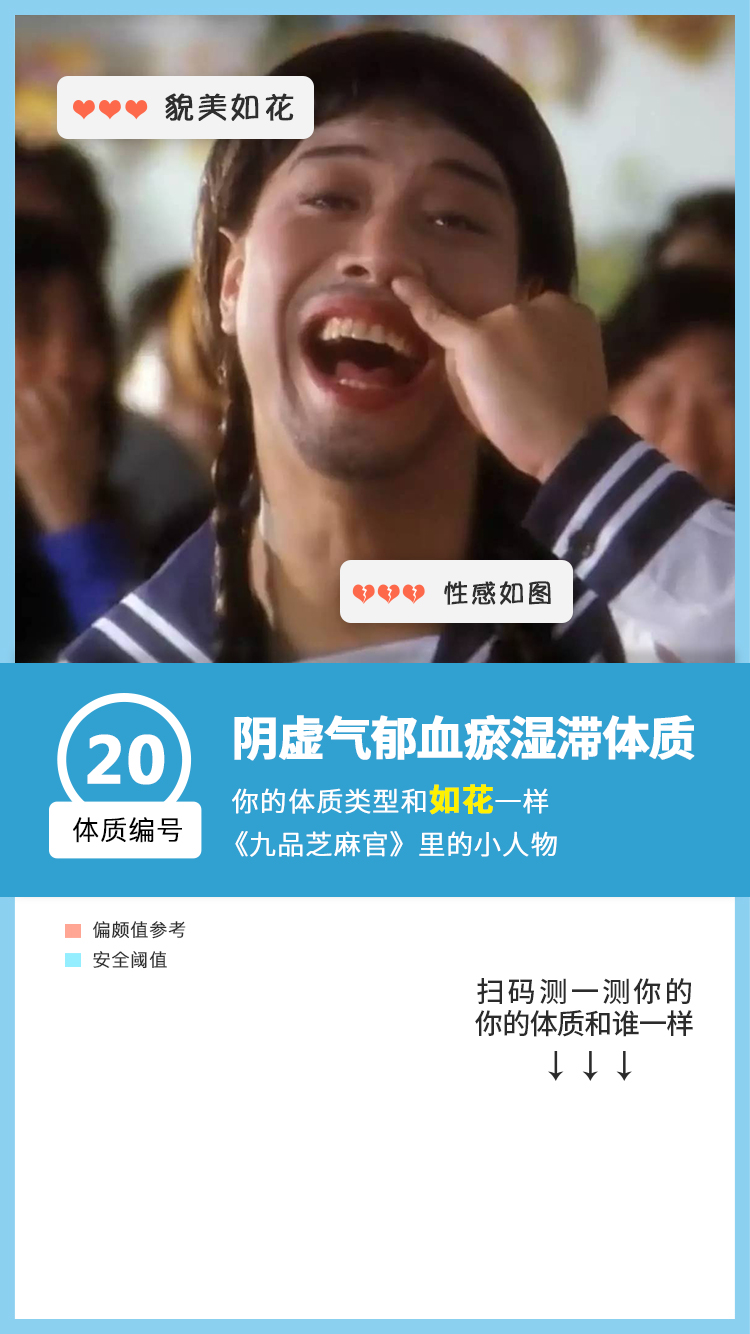 貌美如花
性感如图
20
体质编号
阴虚气郁血瘀湿滞体质
你的体质类型和如花一样
《九品芝麻官》里的小人物
偏颇值参考
安全阈值
扫码测一测你的
你的体质和谁一样
↓ ↓ ↓